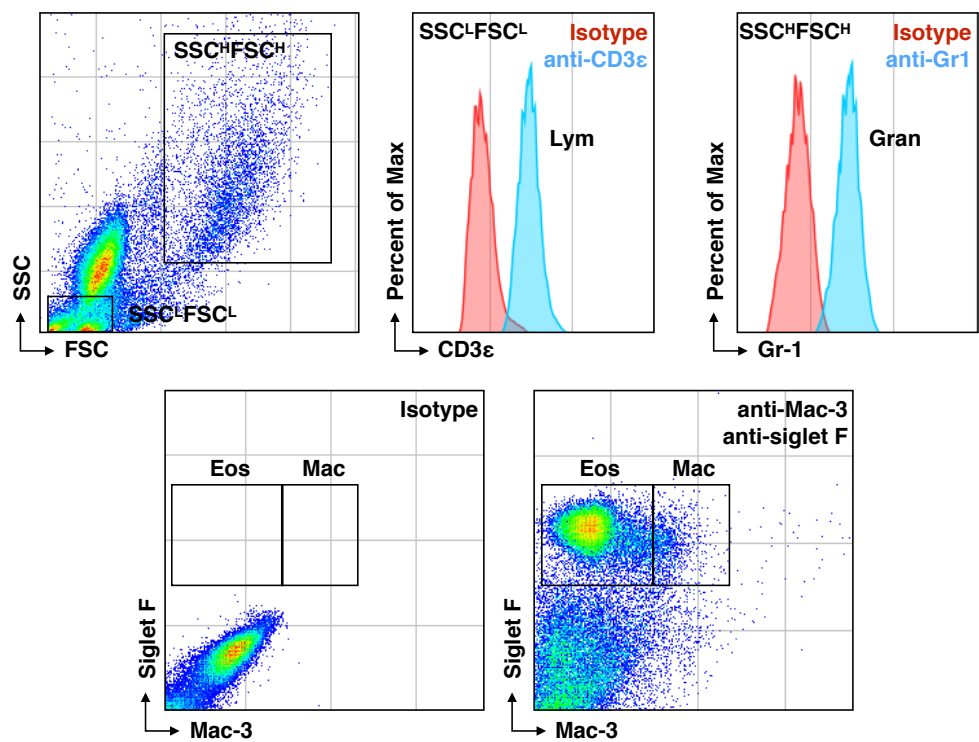 SSCᴴFSCᴴ
SSC
SSCᴸFSCᴸ
FSC
SSCᴸFSCᴸ
Isotype
anti-CD3ε
Lym
Percent of Max
CD3ε
SSCᴴFSCᴴ
Isotype
anti-Gr1
Gran
Percent of Max
Gr-1
Isotype
Eos
Mac
Siglet F
Mac-3
anti-Mac-3
anti-siglet F
Eos
Mac
Siglet F
Mac-3